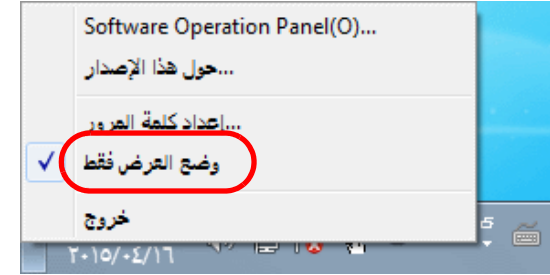 Software Operation Panel(O)...
حول هذا الإصدار...
إعداد كلمة المرور...
وضع العرض فقط
خروج
٢٠١٥/٠٤/١٦